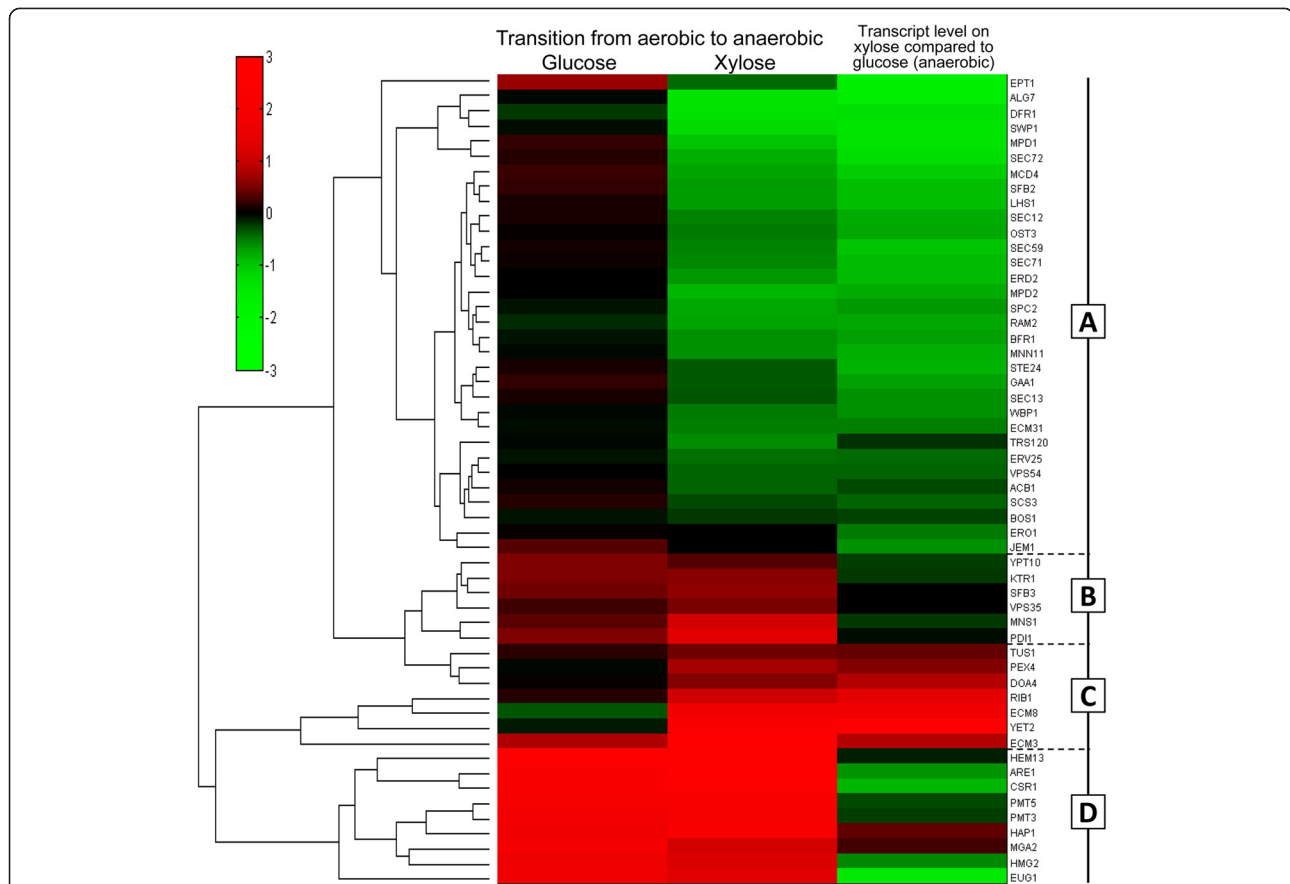 Transition from aerobic to anaerobic
Glucose
Xylose
Transcript level on
xylose compared to
glucose (anaerobic)
3
2
1
0
-1
-2
-3
EPT1
ALG7
DFR1
SWP1
MPD1
SEC72
MCD4
SFB2
LHS1
SEC12
OST3
SEC59
SEC71
ERD2
MPD2
SPC2
RAM2
BFR1
MNN11
STE24
GAA1
SEC13
WBP1
ECM31
TRS120
ERV25
VPS54
ACB1
SCS3
BOS1
ERO1
JEM1
A
YPT10
KTR1
SFB3
VPS35
MNS1
PDI1
B
TUS1
PEX4
DOA4
RIB1
ECM8
YET2
ECM3
C
HEM13
ARE1
CSR1
PMT5
PMT3
HAP1
MGA2
HMG2
EUG1
D